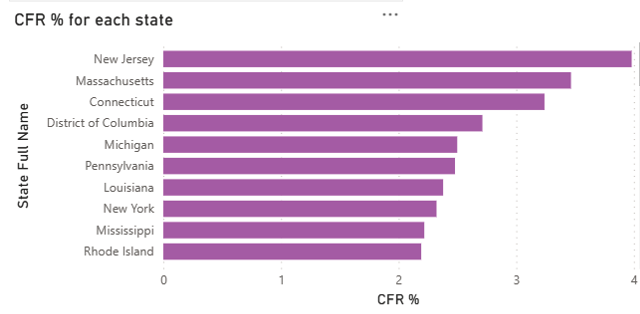 CFR % for each state
...
State Full Name
New Jersey
Massachusetts
Connecticut
District of Columbia
Michigan
Pennsylvania
Louisiana
New York
Mississippi
Rhode Island
0 1 2 3 4
CFR %